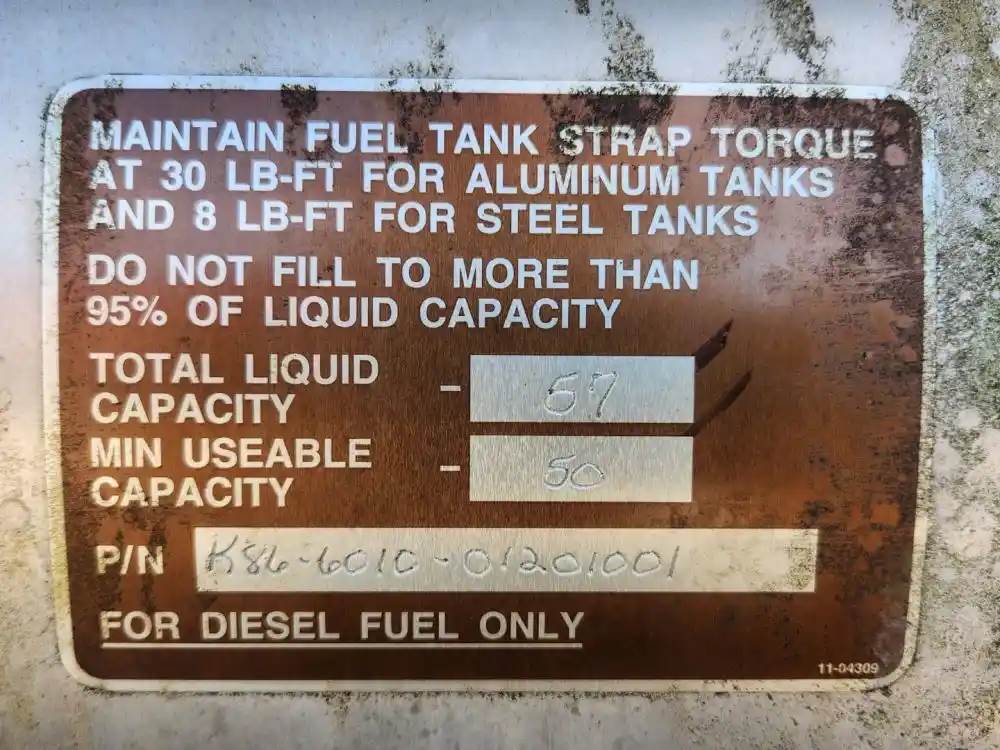 MAINTAIN FUEL TANK STRAP TORQUE
AT 30 LB-FT FOR ALUMINUM TANKS
AND 8 LB-FT FOR STEEL TANKS
DO NOT FILL TO MORE THAN
95% OF LIQUID CAPACITY
TOTAL LIQUID
CAPACITY - 57
MIN USEABLE
CAPACITY - 50
P/N K86-6010-01201001
FOR DIESEL FUEL ONLY
11-04309